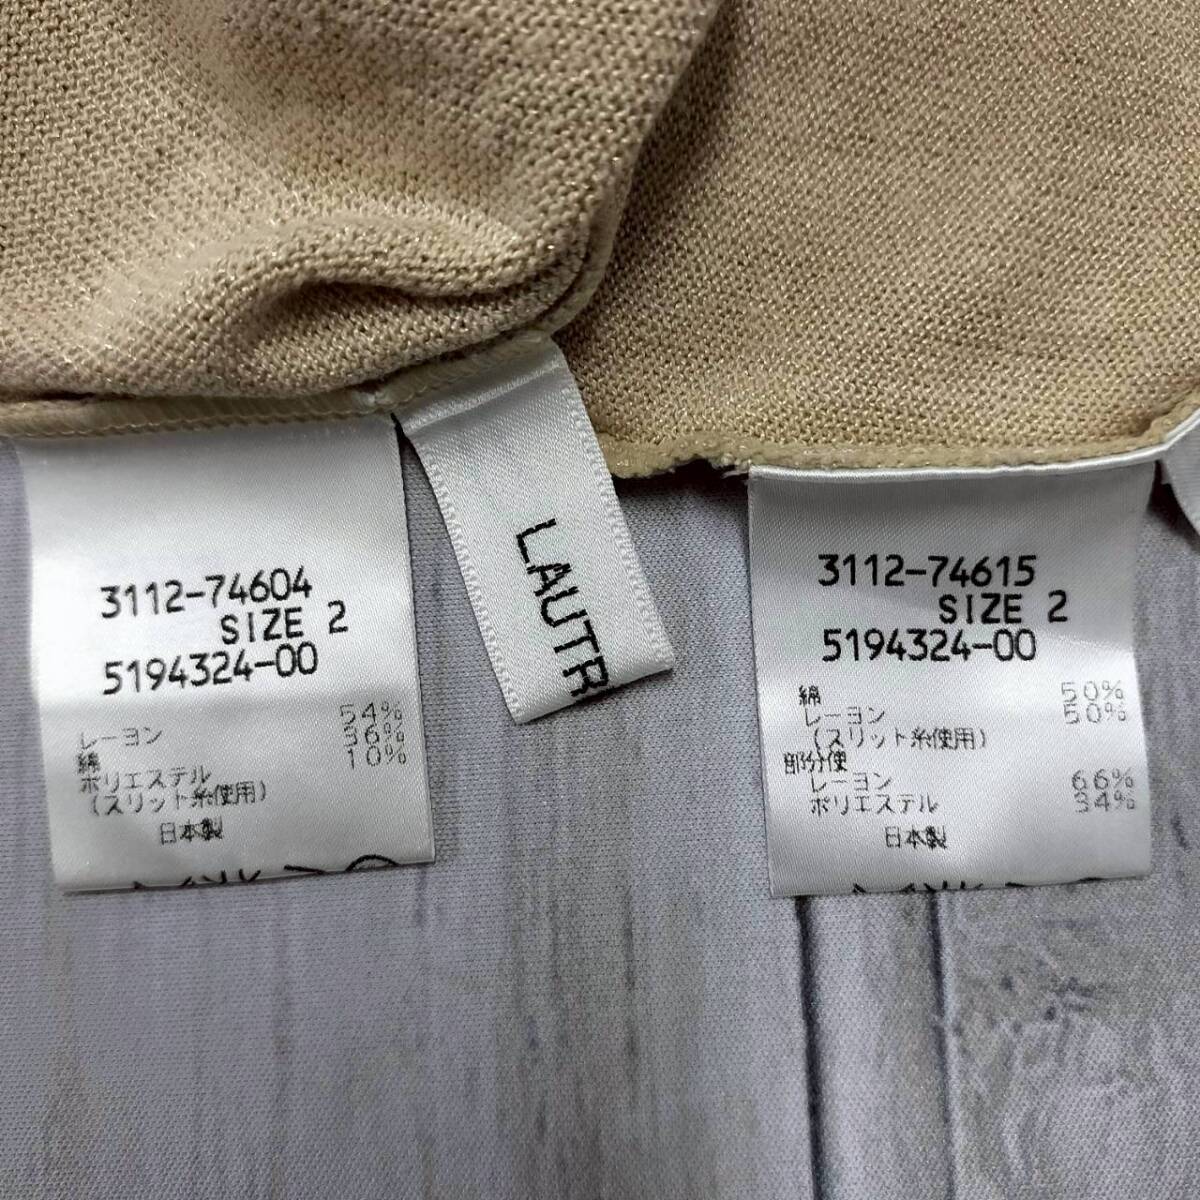 3112-74604
SIZE 2
5194324-00
レーヨン 54%
綿 36%
ポリエステル 10%
(スリット糸使用)
日本製
LAUTR
3112-74615
SIZE 2
5194324-00
綿 50%
レーヨン 50%
(スリット糸使用)
部分使
レーヨン 66%
ポリエステル 34%
日本製